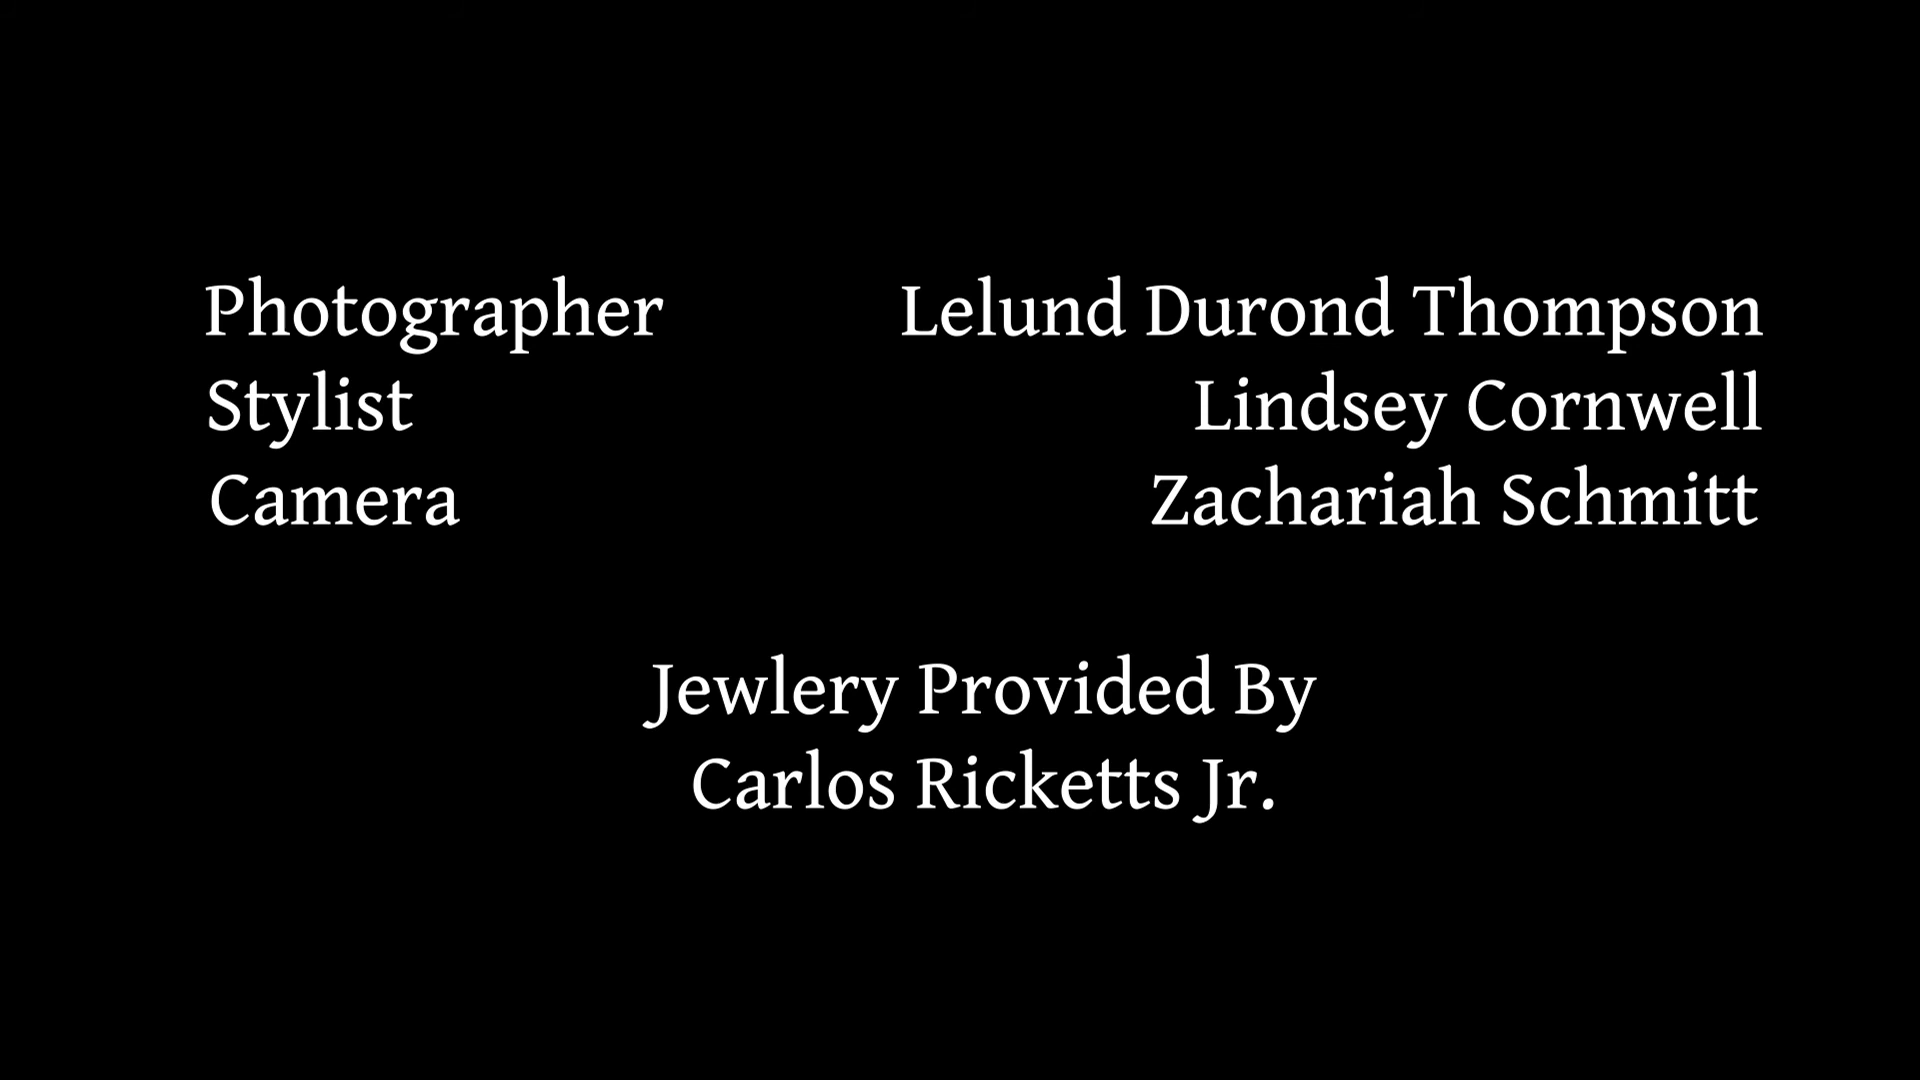 Photographer Lelund Durond Thompson
Stylist Lindsey Cornwell
Camera Zachariah Schmitt
Jewlery Provided By
Carlos Ricketts Jr.